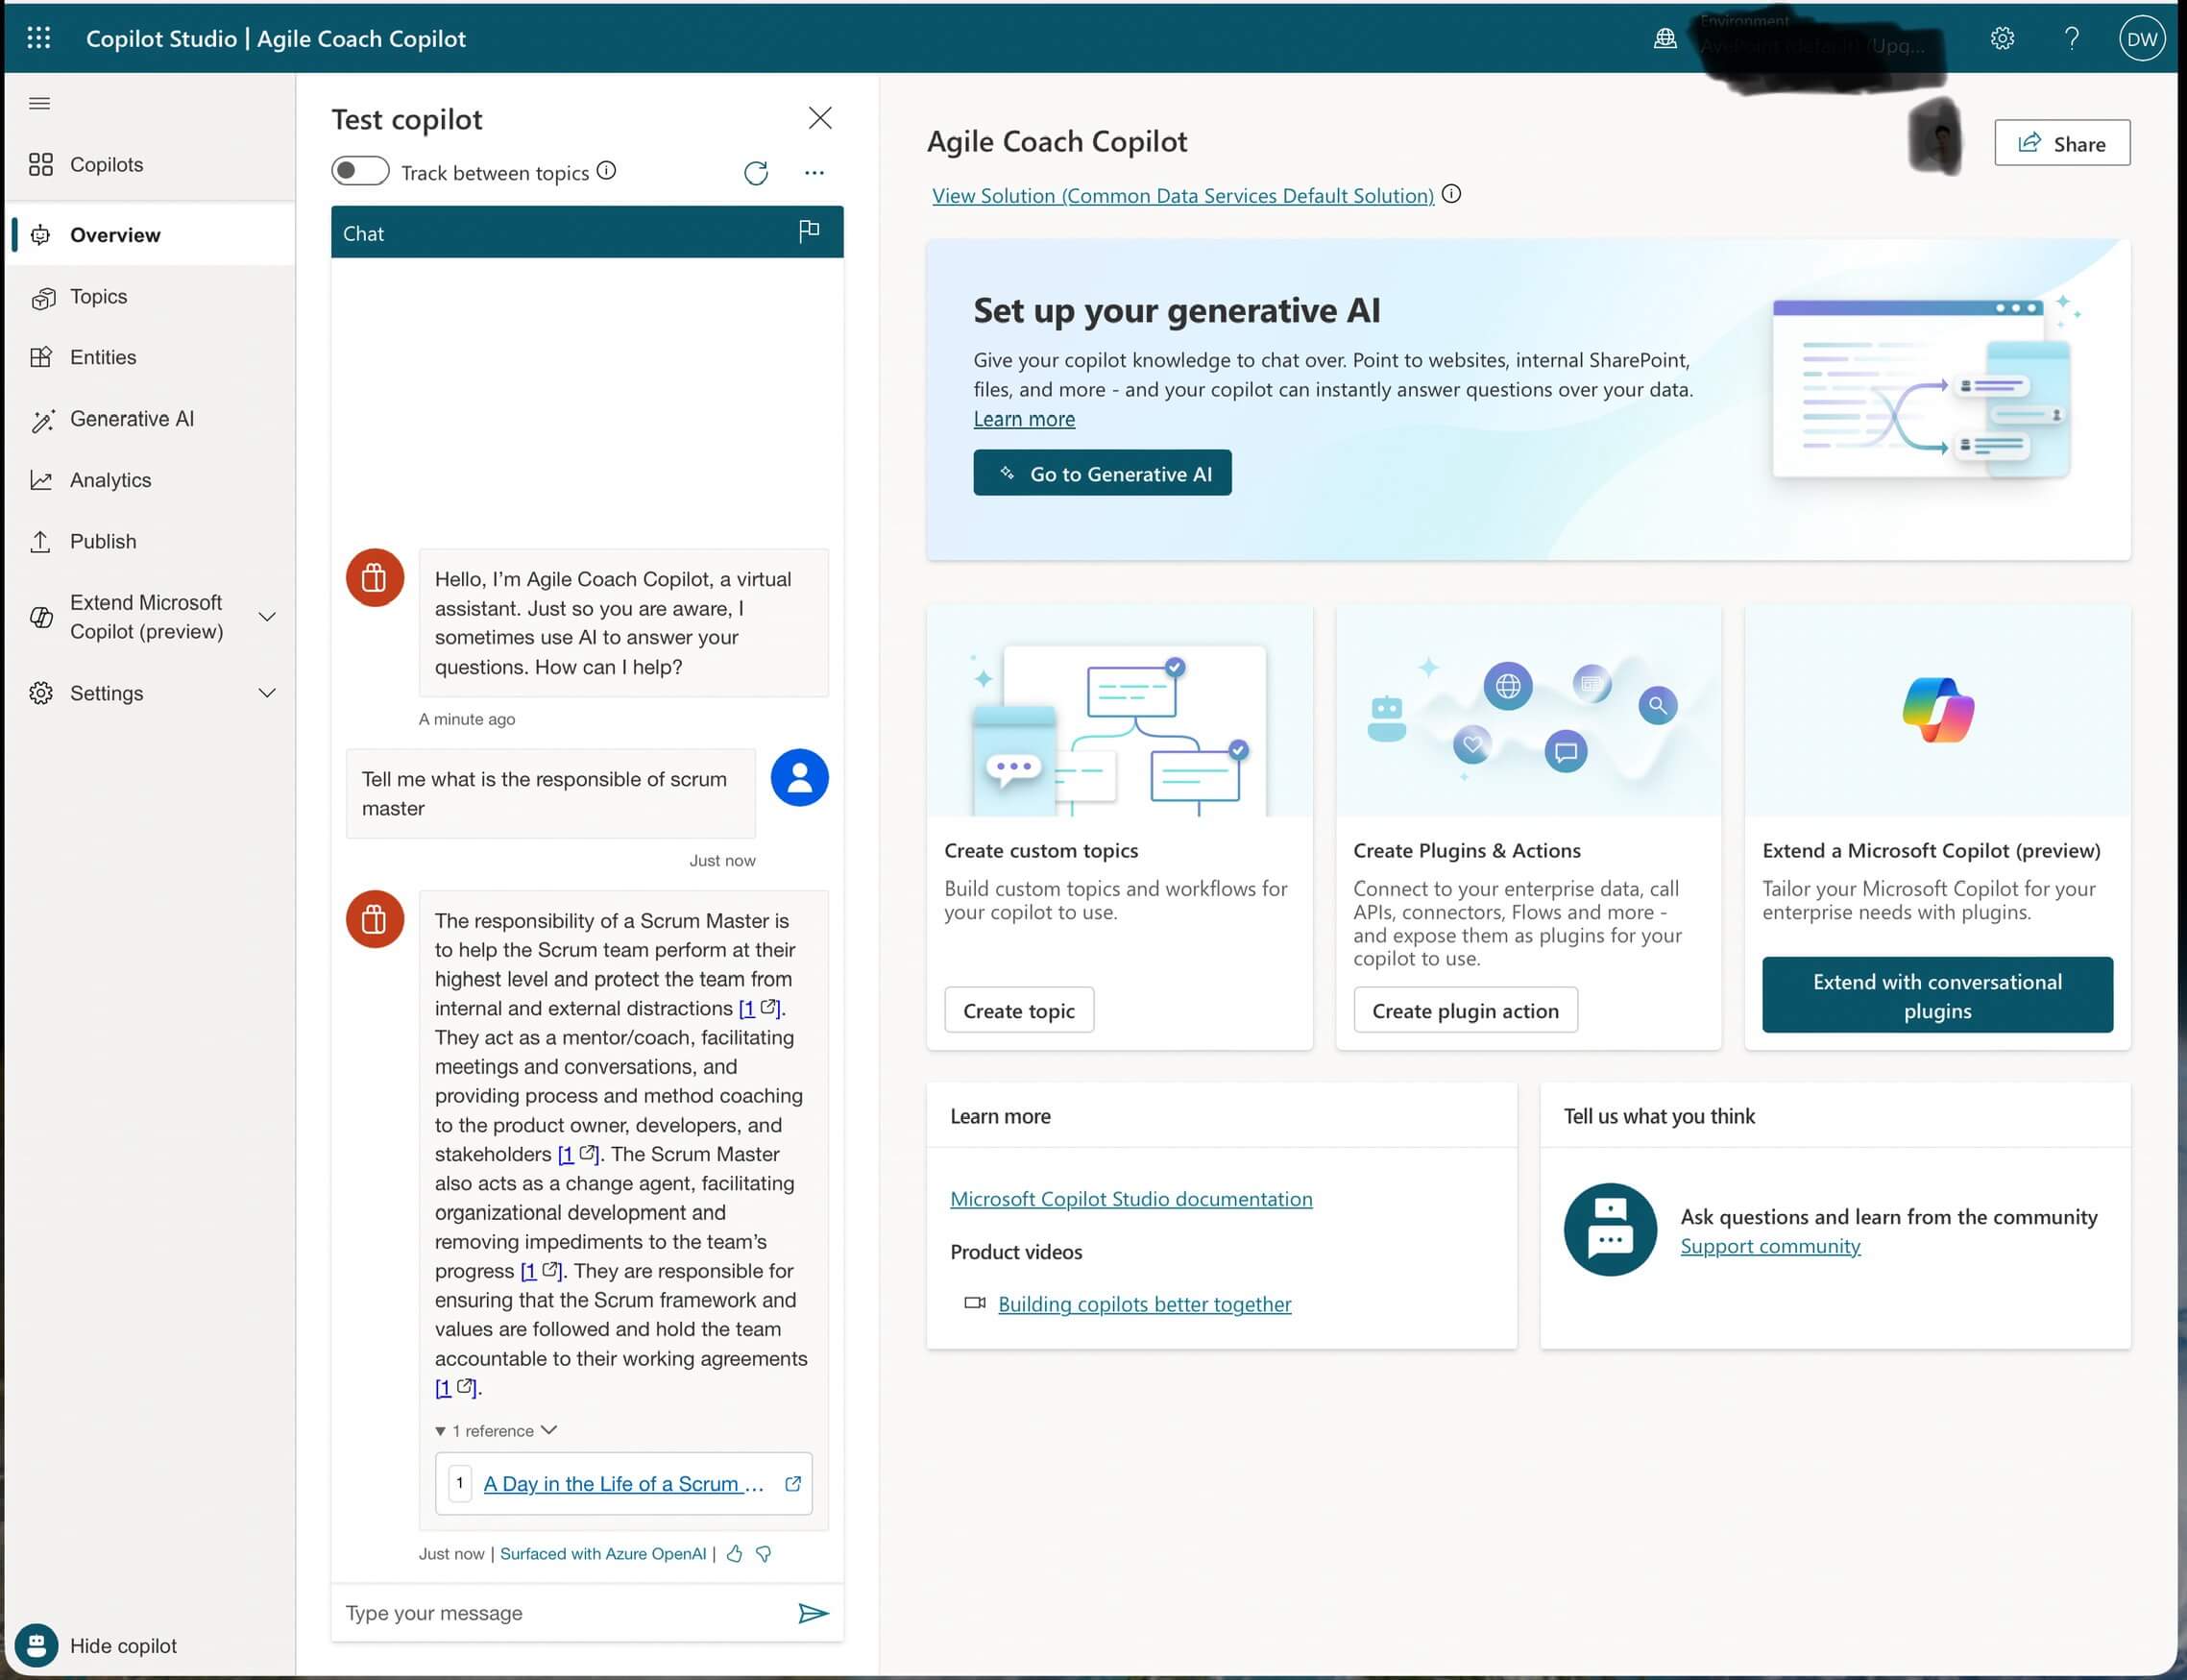 Copilot Studio | Agile Coach Copilot
Environment
(Upg...
?
DW
Copilots
Overview
Topics
Entities
Generative AI
Analytics
Publish
Extend Microsoft
Copilot (preview)
Settings
Hide copilot
Test copilot
Track between topics
Chat
Hello, I'm Agile Coach Copilot, a virtual
assistant. Just so you are aware, I
sometimes use AI to answer your
questions. How can I help?
A minute ago
Tell me what is the responsible of scrum
master
Just now
The responsibility of a Scrum Master is
to help the Scrum team perform at their
highest level and protect the team from
internal and external distractions [1].
They act as a mentor/coach, facilitating
meetings and conversations, and
providing process and method coaching
to the product owner, developers, and
stakeholders [1]. The Scrum Master
also acts as a change agent, facilitating
organizational development and
removing impediments to the team's
progress [1]. They are responsible for
ensuring that the Scrum framework and
values are followed and hold the team
accountable to their working agreements
[1].
1 reference
1 A Day in the Life of a Scrum ...
Just now | Surfaced with Azure OpenAI |
Type your message
Agile Coach Copilot
Share
View Solution (Common Data Services Default Solution)
Set up your generative AI
Give your copilot knowledge to chat over. Point to websites, internal SharePoint,
files, and more - and your copilot can instantly answer questions over your data.
Learn more
Go to Generative AI
Create custom topics
Build custom topics and workflows for
your copilot to use.
Create topic
Create Plugins & Actions
Connect to your enterprise data, call
APIs, connectors, Flows and more -
and expose them as plugins for your
copilot to use.
Create plugin action
Extend a Microsoft Copilot (preview)
Tailor your Microsoft Copilot for your
enterprise needs with plugins.
Extend with conversational
plugins
Learn more
Microsoft Copilot Studio documentation
Product videos
Building copilots better together
Tell us what you think
Ask questions and learn from the community
Support community